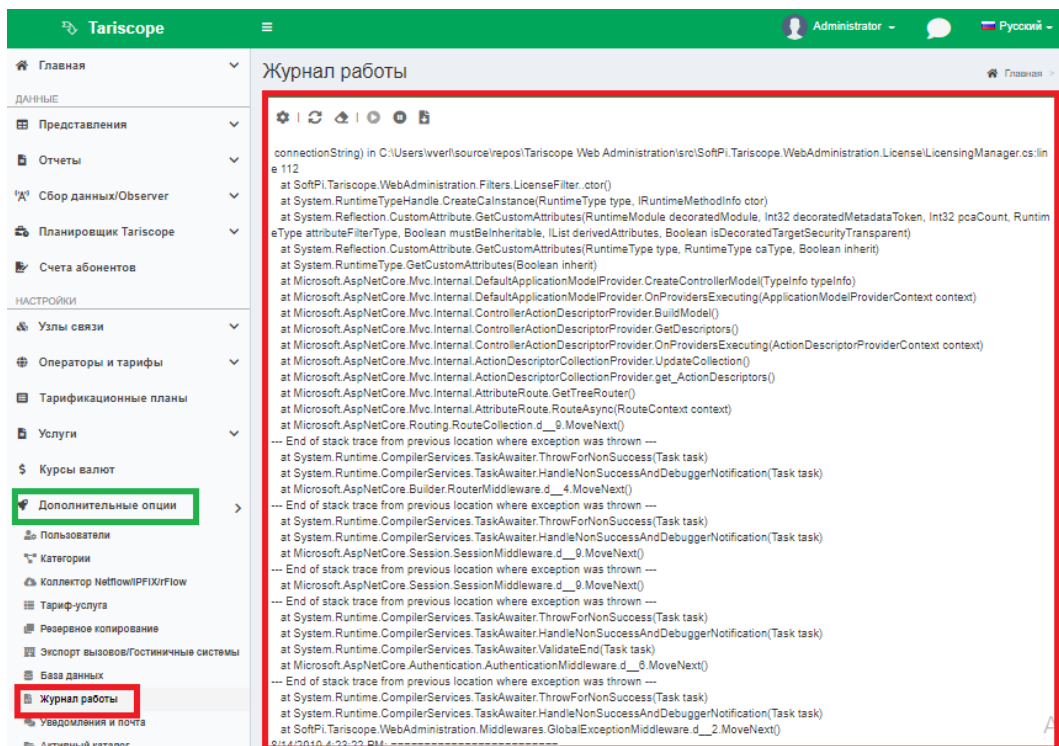 Tariscope
Administrator
Русский
Главная
ДАННЫЕ
Представления
Отчеты
Сбор данных/Observer
Планировщик Tariscope
Счета абонентов
НАСТРОЙКИ
Узлы связи
Операторы и тарифы
Тарификационные планы
Услуги
Курсы валют
Дополнительные опции
Пользователи
Категории
Коллектор Netflow/IPFIX/rFlow
Тариф-услуга
Резервное копирование
Экспорт вызовов/Гостиничные системы
База данных
Журнал работы
Уведомления и почта
Активный каталог
Журнал работы
Главная >
connectionString) in C:\Users\vverl\source\repos\Tariscope Web Administration\src\SoftPi.Tariscope.WebAdministration.License\LicensingManager.cs:lin
e 112
at SoftPi.Tariscope.WebAdministration.Filters.LicenseFilter..ctor()
at System.RuntimeTypeHandle.CreateCaInstance(RuntimeType type, IRuntimeMethodInfo ctor)
at System.Reflection.CustomAttribute.GetCustomAttributes(RuntimeModule decoratedModule, Int32 decoratedMetadataToken, Int32 pcaCount, Runtim
eType attributeFilterType, Boolean mustBeInheritable, IList derivedAttributes, Boolean isDecoratedTargetSecurityTransparent)
at System.Reflection.CustomAttribute.GetCustomAttributes(RuntimeType type, RuntimeType caType, Boolean inherit)
at System.RuntimeType.GetCustomAttributes(Boolean inherit)
at Microsoft.AspNetCore.Mvc.Internal.DefaultApplicationModelProvider.CreateControllerModel(TypeInfo typeInfo)
at Microsoft.AspNetCore.Mvc.Internal.DefaultApplicationModelProvider.OnProvidersExecuting(ApplicationModelProviderContext context)
at Microsoft.AspNetCore.Mvc.Internal.ControllerActionDescriptorProvider.BuildModel()
at Microsoft.AspNetCore.Mvc.Internal.ControllerActionDescriptorProvider.GetDescriptors()
at Microsoft.AspNetCore.Mvc.Internal.ControllerActionDescriptorProvider.OnProvidersExecuting(ActionDescriptorProviderContext context)
at Microsoft.AspNetCore.Mvc.Internal.ActionDescriptorCollectionProvider.UpdateCollection()
at Microsoft.AspNetCore.Mvc.Internal.ActionDescriptorCollectionProvider.get_ActionDescriptors()
at Microsoft.AspNetCore.Mvc.Internal.AttributeRoute.GetTreeRouter()
at Microsoft.AspNetCore.Mvc.Internal.AttributeRoute.RouteAsync(RouteContext context)
at Microsoft.AspNetCore.Routing.RouteCollection.d__9.MoveNext()
--- End of stack trace from previous location where exception was thrown ---
at System.Runtime.CompilerServices.TaskAwaiter.ThrowForNonSuccess(Task task)
at System.Runtime.CompilerServices.TaskAwaiter.HandleNonSuccessAndDebuggerNotification(Task task)
at Microsoft.AspNetCore.Builder.RouterMiddleware.d__4.MoveNext()
--- End of stack trace from previous location where exception was thrown ---
at System.Runtime.CompilerServices.TaskAwaiter.ThrowForNonSuccess(Task task)
at System.Runtime.CompilerServices.TaskAwaiter.HandleNonSuccessAndDebuggerNotification(Task task)
at Microsoft.AspNetCore.Session.SessionMiddleware.d__9.MoveNext()
--- End of stack trace from previous location where exception was thrown ---
at Microsoft.AspNetCore.Session.SessionMiddleware.d__9.MoveNext()
--- End of stack trace from previous location where exception was thrown ---
at System.Runtime.CompilerServices.TaskAwaiter.ThrowForNonSuccess(Task task)
at System.Runtime.CompilerServices.TaskAwaiter.HandleNonSuccessAndDebuggerNotification(Task task)
at System.Runtime.CompilerServices.TaskAwaiter.ValidateEnd(Task task)
at Microsoft.AspNetCore.Authentication.AuthenticationMiddleware.d__6.MoveNext()
--- End of stack trace from previous location where exception was thrown ---
at System.Runtime.CompilerServices.TaskAwaiter.ThrowForNonSuccess(Task task)
at System.Runtime.CompilerServices.TaskAwaiter.HandleNonSuccessAndDebuggerNotification(Task task)
at SoftPi.Tariscope.WebAdministration.Middlewares.GlobalExceptionMiddleware.d__2.MoveNext()
8/14/2019 4:23:22 PM: ==========================